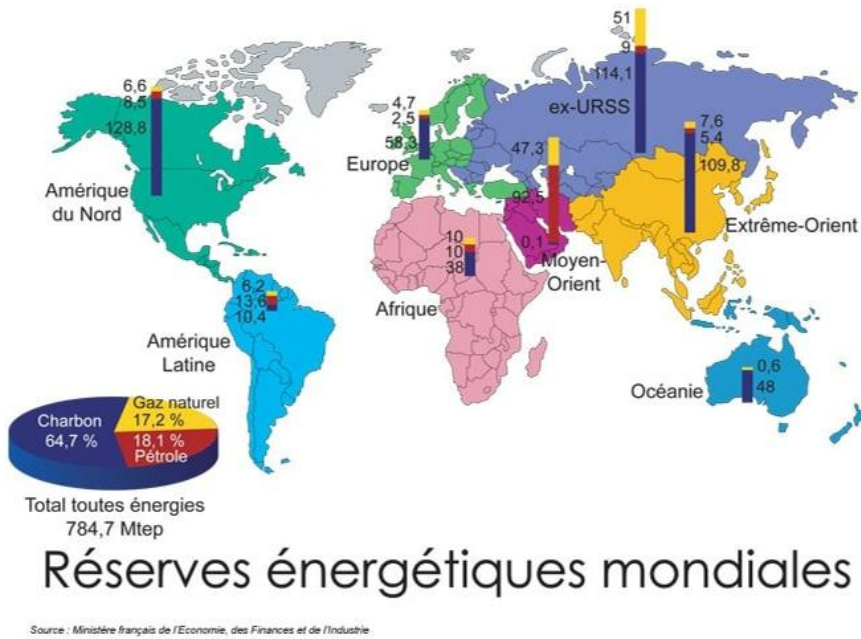 51
9
114,1
ex-URSS
6,6
8,5
128,8
Amérique
du Nord
4,7
2,5
58,3
Europe
47,3
92,5
0,1
Moyen-
Orient
7,6
5,4
109,8
Extrême-Orient
10
10
38
Afrique
6,2
13,6
10,4
Amérique
Latine
0,6
48
Océanie
Gaz naturel
17,2 %
Charbon
64,7 %
18,1 %
Pétrole
Total toutes énergies
784,7 Mtep
Réserves énergétiques mondiales
Source : Ministère français de l'Economie, des Finances et de l'Industrie